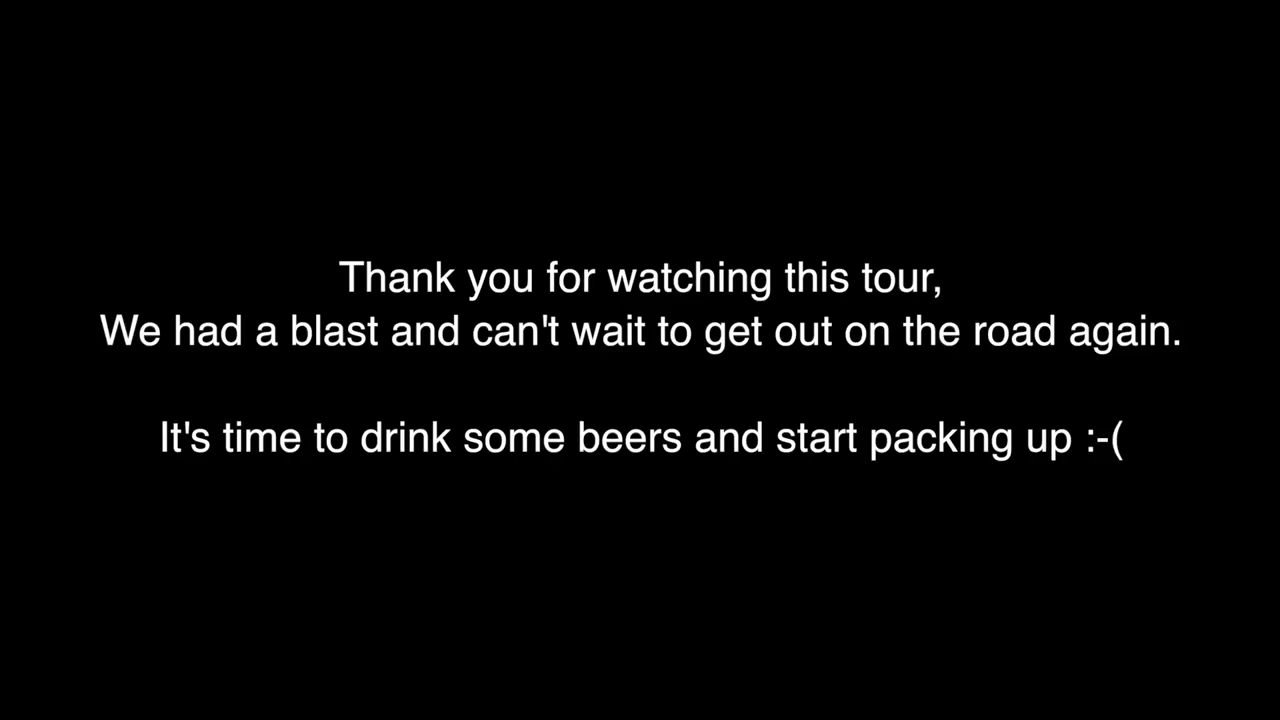 Thank you for watching this tour,
We had a blast and can't wait to get out on the road again.
It's time to drink some beers and start packing up :-(